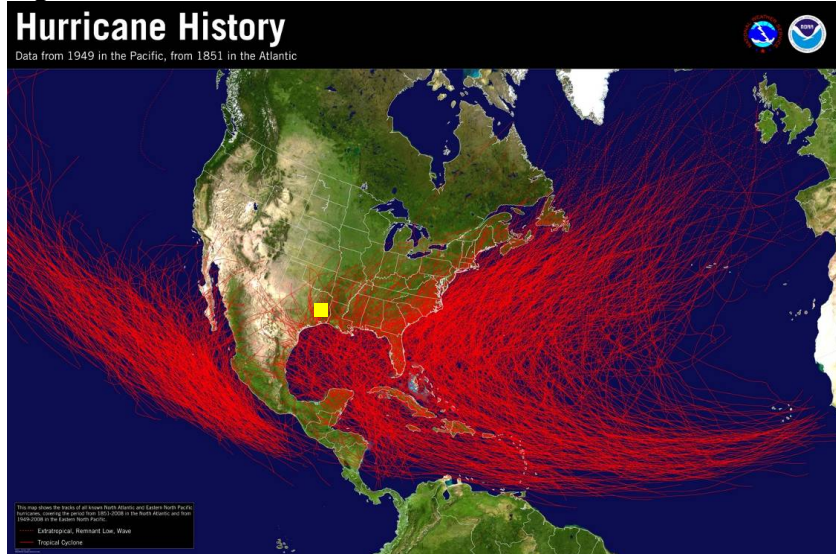 Hurricane History
Data from 1949 in the Pacific, from 1851 in the Atlantic
NOAA
This map shows the tracks of all known North Atlantic and Eastern North Pacific
hurricanes, covering the period from 1851-2008 in the North Atlantic and from
1949-2008 in the Eastern North Pacific.
Extratropical, Remnant Low, Wave
Tropical Cyclone